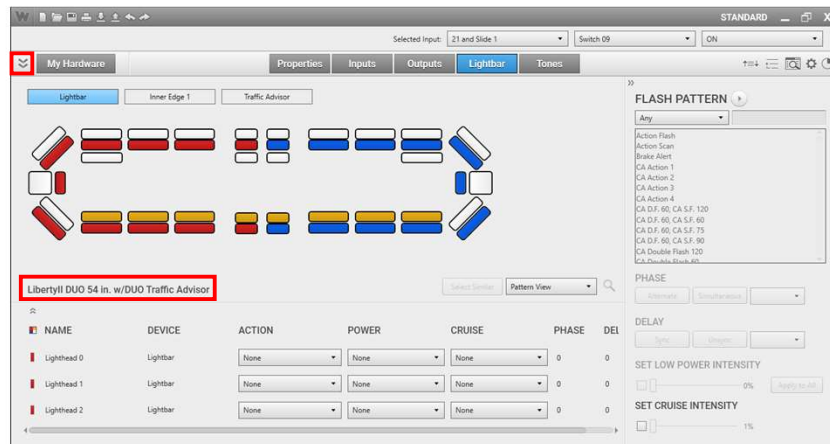 STANDARD
Selected Input: 21 and Slide 1 Switch 09 ON
My Hardware Properties Inputs Outputs Lightbar Tones
Lightbar Inner Edge 1 Traffic Advisor
FLASH PATTERN
Any
Action Flash
Action Scan
Brake Alert
CA Action 1
CA Action 2
CA Action 3
CA Action 4
CA D.F. 60, CA S.F. 120
CA D.F. 60, CA S.F. 60
CA D.F. 60, CA S.F. 75
CA D.F. 60, CA S.F. 90
CA Double Flash 120
CA Double Flash 60
LibertyII DUO 54 in. w/DUO Traffic Advisor
Select Similar Pattern View
PHASE
Alternate Simultaneous
NAME DEVICE ACTION POWER CRUISE PHASE DEL
Lighthead 0 Lightbar None None None 0 0
Lighthead 1 Lightbar None None None 0 0
Lighthead 2 Lightbar None None None 0 0
DELAY
Sync Unsync
SET LOW POWER INTENSITY
0% Apply to All
SET CRUISE INTENSITY
1%